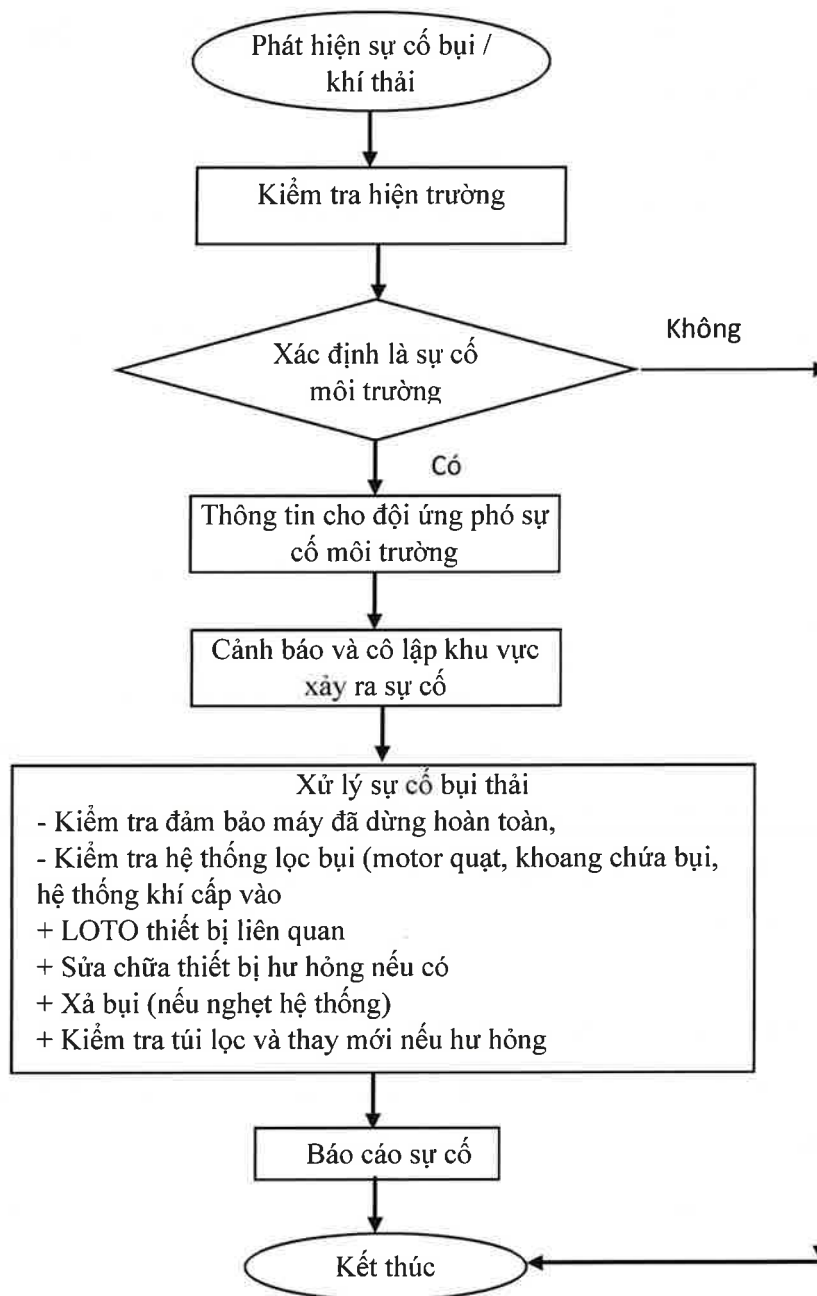 Phát hiện sự cố bụi /
khí thải
Kiểm tra hiện trường
Xác định là sự cố
môi trường
Không
Có
Thông tin cho đội ứng phó sự
cố môi trường
Cảnh báo và cô lập khu vực
xảy ra sự cố
Xử lý sự cố bụi thải
- Kiểm tra đảm bảo máy đã dừng hoàn toàn,
- Kiểm tra hệ thống lọc bụi (motor quạt, khoang chứa bụi,
hệ thống khí cấp vào
+ LOTO thiết bị liên quan
+ Sửa chữa thiết bị hư hỏng nếu có
+ Xả bụi (nếu nghẹt hệ thống)
+ Kiểm tra túi lọc và thay mới nếu hư hỏng
Báo cáo sự cố
Kết thúc